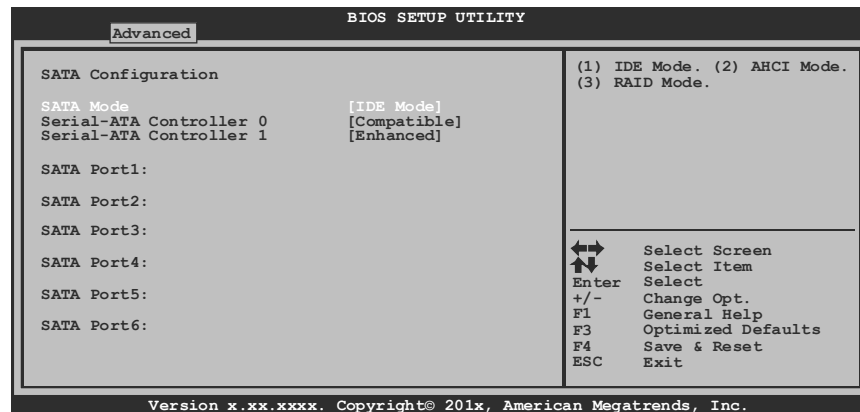 BIOS SETUP UTILITY
Advanced
SATA Configuration
SATA Mode [IDE Mode]
Serial-ATA Controller 0 [Compatible]
Serial-ATA Controller 1 [Enhanced]
SATA Port1:
SATA Port2:
SATA Port3:
SATA Port4:
SATA Port5:
SATA Port6:
(1) IDE Mode. (2) AHCI Mode.
(3) RAID Mode.
Select Screen
Select Item
Enter Select
+/- Change Opt.
F1 General Help
F3 Optimized Defaults
F4 Save & Reset
ESC Exit
Version x.xx.xxxx. Copyright© 201x, American Megatrends, Inc.